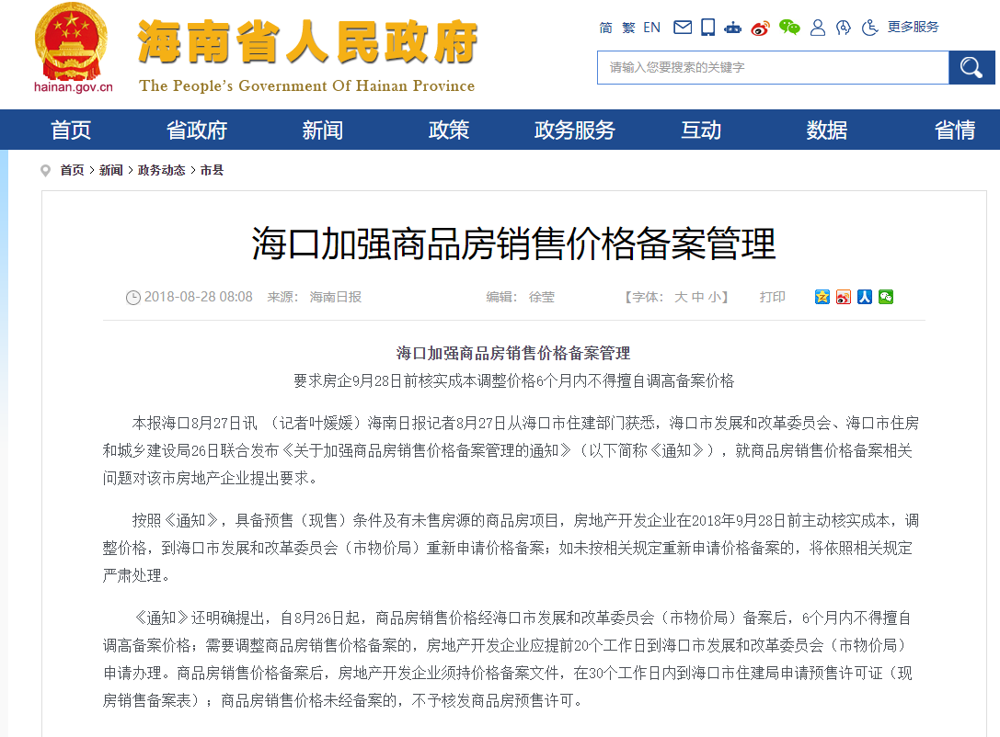 hainan.gov.cn
海南省人民政府
The People's Government Of Hainan Province
简 繁 EN 更多服务
请输入您要搜索的关键字
首页 省政府 新闻 政策 政务服务 互动 数据 省情
首页 > 新闻 > 政务动态 > 市县
海口加强商品房销售价格备案管理
2018-08-28 08:08 来源： 海南日报 编辑： 徐莹 【字体： 大 中 小】 打印
海口加强商品房销售价格备案管理
要求房企9月28日前核实成本调整价格6个月内不得擅自调高备案价格
本报海口8月27日讯 （记者叶媛媛）海南日报记者8月27日从海口市住建部门获悉，海口市发展和改革委员会、海口市住房
和城乡建设局26日联合发布《关于加强商品房销售价格备案管理的通知》（以下简称《通知》），就商品房销售价格备案相关
问题对该市房地产企业提出要求。
按照《通知》，具备预售（现售）条件及有未售房源的商品房项目，房地产开发企业在2018年9月28日前主动核实成本，调
整价格，到海口市发展和改革委员会（市物价局）重新申请价格备案；如未按相关规定重新申请价格备案的，将依照相关规定
严肃处理。
《通知》还明确提出，自8月26日起，商品房销售价格经海口市发展和改革委员会（市物价局）备案后，6个月内不得擅自
调高备案价格；需要调整商品房销售价格备案的，房地产开发企业应提前20个工作日到海口市发展和改革委员会（市物价局）
申请办理。商品房销售价格备案后，房地产开发企业须持价格备案文件，在30个工作日内到海口市住建局申请预售许可证（现
房销售备案表）；商品房销售价格未经备案的，不予核发商品房预售许可。